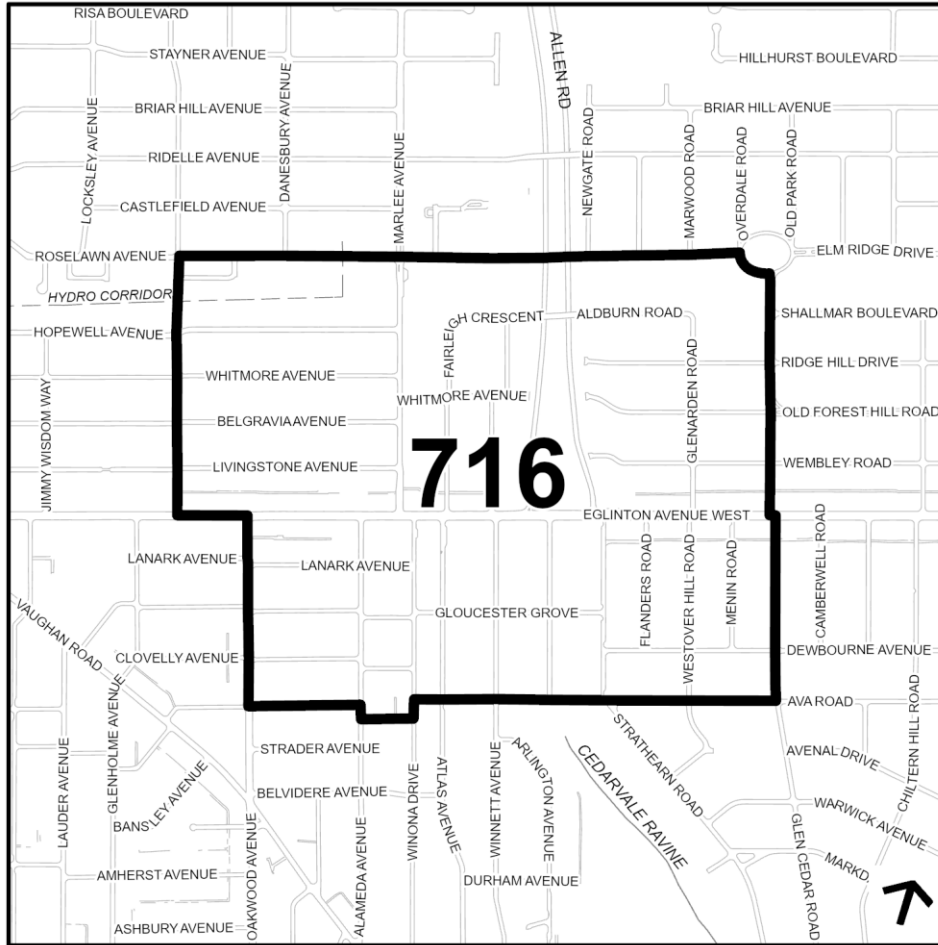 RISA BOULEVARD
STAYNER AVENUE
HILLHURST BOULEVARD
ALLEN RD
DANESBURY AVENUE
LOCKSLEY AVENUE
BRIAR HILL AVENUE
BRIAR HILL AVENUE
MARLEE AVENUE
NEWGATE ROAD
MARWOOD ROAD
OVERDALE ROAD
OLD PARK ROAD
RIDELLE AVENUE
CASTLEFIELD AVENUE
ROSELAWN AVENUE
ELM RIDGE DRIVE
HYDRO CORRIDOR
HOPEWELL AVENUE
FAIRLEIGH CRESCENT
ALDBURN ROAD
SHALLMAR BOULEVARD
GLENARDEN ROAD
RIDGE HILL DRIVE
WHITMORE AVENUE
WHITMORE AVENUE
JIMMY WISDOM WAY
BELGRAVIA AVENUE
OLD FOREST HILL ROAD
LIVINGSTONE AVENUE
716
WEMBLEY ROAD
EGLINTON AVENUE WEST
LANARK AVENUE
LANARK AVENUE
FLANDERS ROAD
WESTOVER HILL ROAD
MENIN ROAD
CAMBERWELL ROAD
VAUGHAN ROAD
GLOUCESTER GROVE
CLOVELLY AVENUE
DEWBOURNE AVENUE
AVA ROAD
GLENHOLME AVENUE
STRADER AVENUE
STRATHEARN ROAD
AVENAL DRIVE
CHILTERN HILL ROAD
LAUDER AVENUE
BANSLEY AVENUE
BELVIDERE AVENUE
WINONA DRIVE
ATLAS AVENUE
WINNETT AVENUE
ARLINGTON AVENUE
CEDARVALE RAVINE
WARWICK AVENUE
GLEN CEDAR ROAD
MARKD.
AMHERST AVENUE
OAKWOOD AVENUE
ALAMEDA AVENUE
DURHAM AVENUE
ASHBURY AVENUE